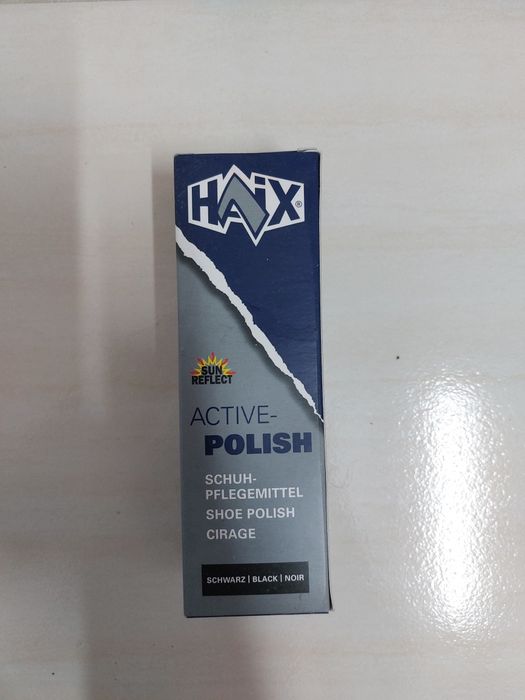 HAIX®
SUN
REFLECT
ACTIVE-
POLISH
SCHUH-
PFLEGEMITTEL
SHOE POLISH
CIRAGE
SCHWARZ | BLACK | NOIR